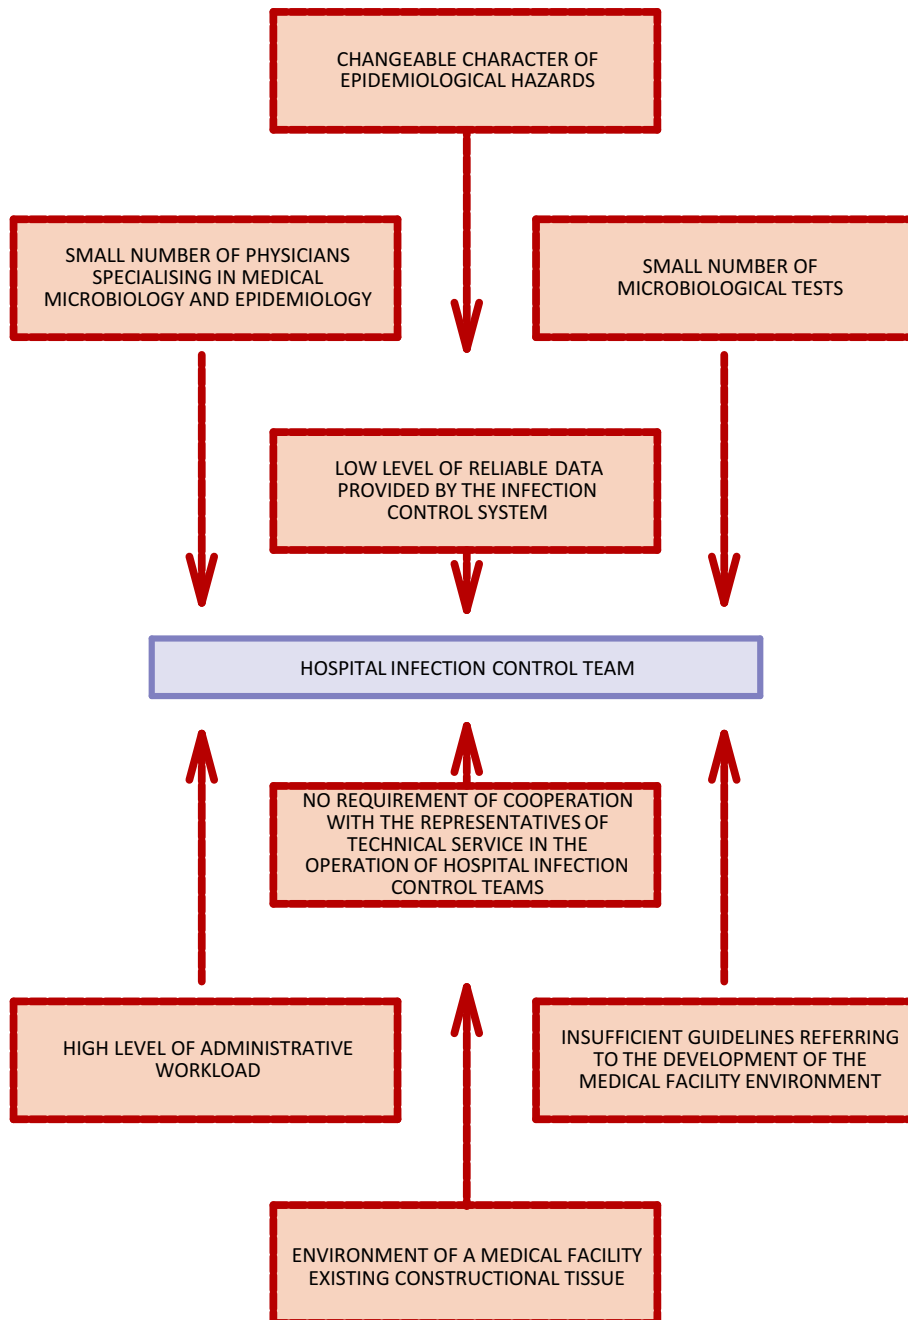 CHANGEABLE CHARACTER OF
EPIDEMIOLOGICAL HAZARDS
SMALL NUMBER OF PHYSICIANS
SPECIALISING IN MEDICAL
MICROBIOLOGY AND EPIDEMIOLOGY
SMALL NUMBER OF
MICROBIOLOGICAL TESTS
LOW LEVEL OF RELIABLE DATA
PROVIDED BY THE INFECTION
CONTROL SYSTEM
HOSPITAL INFECTION CONTROL TEAM
NO REQUIREMENT OF COOPERATION
WITH THE REPRESENTATIVES OF
TECHNICAL SERVICE IN THE
OPERATION OF HOSPITAL INFECTION
CONTROL TEAMS
HIGH LEVEL OF ADMINISTRATIVE
WORKLOAD
INSUFFICIENT GUIDELINES REFERRING
TO THE DEVELOPMENT OF THE
MEDICAL FACILITY ENVIRONMENT
ENVIRONMENT OF A MEDICAL FACILITY
EXISTING CONSTRUCTIONAL TISSUE